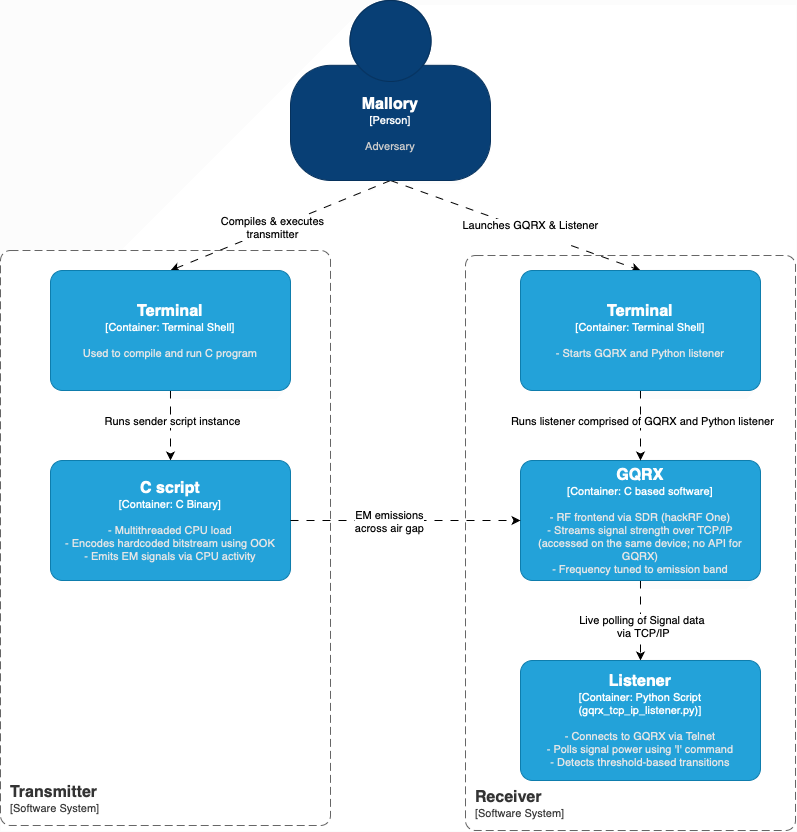 Mallory
[Person]
Adversary
Compiles & executes
transmitter
Launches GQRX & Listener
Terminal
[Container: Terminal Shell]
Used to compile and run C program
Terminal
[Container: Terminal Shell]
- Starts GQRX and Python listener
Runs sender script instance
Runs listener comprised of GQRX and Python listener
C script
[Container: C Binary]
- Multithreaded CPU load
- Encodes hardcoded bitstream using OOK
- Emits EM signals via CPU activity
EM emissions
across air gap
GQRX
[Container: C based software]
- RF frontend via SDR (hackRF One)
- Streams signal strength over TCP/IP
(accessed on the same device; no API for
GQRX)
- Frequency tuned to emission band
Live polling of Signal data
via TCP/IP
Listener
[Container: Python Script
(gqrx_tcp_ip_listener.py)]
- Connects to GQRX via Telnet
- Polls signal power using 'l' command
- Detects threshold-based transitions
Transmitter
[Software System]
Receiver
[Software System]